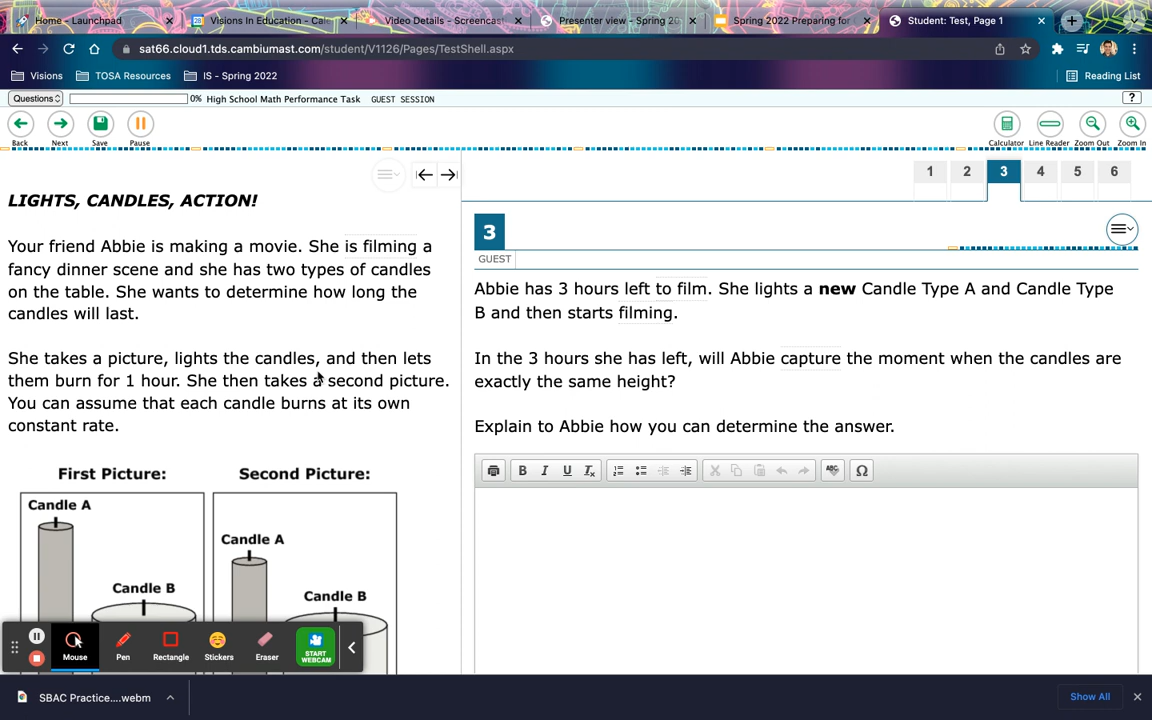 Home - Launchpad
Visions In Education - Cale
Video Details - Screencas
Presenter view - Spring 20
Spring 2022 Preparing for
Student: Test, Page 1
sat66.cloud1.tds.cambiumast.com/student/V1126/Pages/TestShell.aspx
Visions
TOSA Resources
IS - Spring 2022
Reading List
Questions
0%
High School Math Performance Task
GUEST SESSION
?
Back
Next
Save
Pause
Calculator
Line Reader
Zoom Out
Zoom In
1 2 3 4 5 6
LIGHTS, CANDLES, ACTION!
Your friend Abbie is making a movie. She is filming a
fancy dinner scene and she has two types of candles
on the table. She wants to determine how long the
candles will last.
She takes a picture, lights the candles, and then lets
them burn for 1 hour. She then takes a second picture.
You can assume that each candle burns at its own
constant rate.
First Picture:
Second Picture:
Candle A
Candle B
Candle A
Candle B
3
GUEST
Abbie has 3 hours left to film. She lights a new Candle Type A and Candle Type
B and then starts filming.
In the 3 hours she has left, will Abbie capture the moment when the candles are
exactly the same height?
Explain to Abbie how you can determine the answer.
B I U Tx
ABC
Ω
Mouse
Pen
Rectangle
Stickers
Eraser
START
WEBCAM
SBAC Practice....webm
Show All